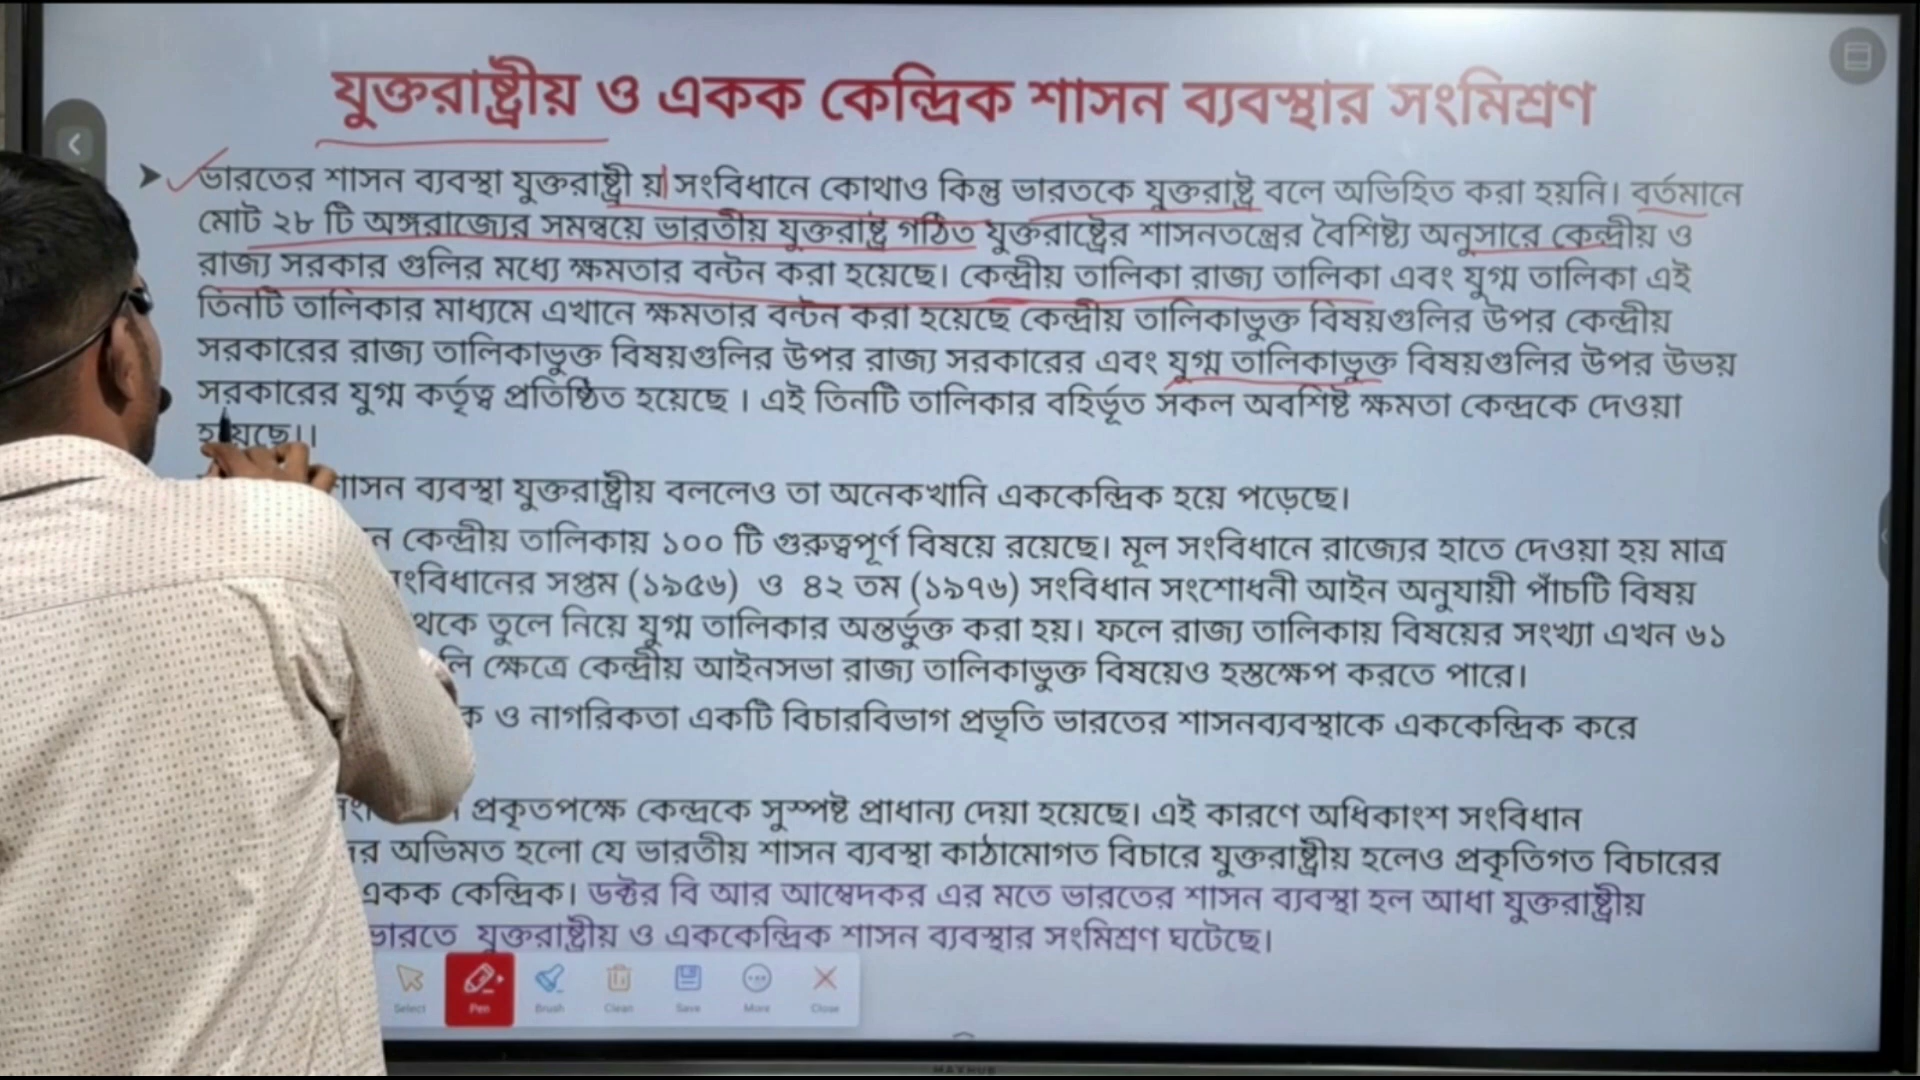 যুক্তরাষ্ট্রীয় ও একক কেন্দ্রিক শাসন ব্যবস্থার সংমিশ্রণ
ভারতের শাসন ব্যবস্থা যুক্তরাষ্ট্রী য় সংবিধানে কোথাও কিন্তু ভারতকে যুক্তরাষ্ট্র বলে অভিহিত করা হয়নি। বর্তমানে
মোট ২৮ টি অঙ্গরাজ্যের সমন্বয়ে ভারতীয় যুক্তরাষ্ট্র গঠিত যুক্তরাষ্ট্রের শাসনতন্ত্রের বৈশিষ্ট্য অনুসারে কেন্দ্রীয় ও
রাজ্য সরকার গুলির মধ্যে ক্ষমতার বন্টন করা হয়েছে। কেন্দ্রীয় তালিকা রাজ্য তালিকা এবং যুগ্ম তালিকা এই
তিনটি তালিকার মাধ্যমে এখানে ক্ষমতার বন্টন করা হয়েছে কেন্দ্রীয় তালিকাভুক্ত বিষয়গুলির উপর কেন্দ্রীয়
সরকারের রাজ্য তালিকাভুক্ত বিষয়গুলির উপর রাজ্য সরকারের এবং যুগ্ম তালিকাভুক্ত বিষয়গুলির উপর উভয়
সরকারের যুগ্ম কর্তৃত্ব প্রতিষ্ঠিত হয়েছে । এই তিনটি তালিকার বহির্ভূত সকল অবশিষ্ট ক্ষমতা কেন্দ্রকে দেওয়া
শাসন ব্যবস্থা যুক্তরাষ্ট্রীয় বললেও তা অনেকখানি এককেন্দ্রিক হয়ে পড়েছে।
কেন্দ্রীয় তালিকায় ১০০ টি গুরুত্বপূর্ণ বিষয়ে রয়েছে। মূল সংবিধানে রাজ্যের হাতে দেওয়া হয় মাত্র
সংবিধানের সপ্তম (১৯৫৬) ও ৪২ তম (১৯৭৬) সংবিধান সংশোধনী আইন অনুযায়ী পাঁচটি বিষয়
থেকে তুলে নিয়ে যুগ্ম তালিকার অন্তর্ভুক্ত করা হয়। ফলে রাজ্য তালিকায় বিষয়ের সংখ্যা এখন ৬১
ক্ষেত্রে কেন্দ্রীয় আইনসভা রাজ্য তালিকাভুক্ত বিষয়েও হস্তক্ষেপ করতে পারে।
ও নাগরিকতা একটি বিচারবিভাগ প্রভৃতি ভারতের শাসনব্যবস্থাকে এককেন্দ্রিক করে
প্রকৃতপক্ষে কেন্দ্রকে সুস্পষ্ট প্রাধান্য দেয়া হয়েছে। এই কারণে অধিকাংশ সংবিধান
অভিমত হলো যে ভারতীয় শাসন ব্যবস্থা কাঠামোগত বিচারে যুক্তরাষ্ট্রীয় হলেও প্রকৃতিগত বিচারের
একক কেন্দ্রিক। ডক্টর বি আর আম্বেদকর এর মতে ভারতের শাসন ব্যবস্থা হল আধা যুক্তরাষ্ট্রীয়
ভারতে যুক্তরাষ্ট্রীয় ও এককেন্দ্রিক শাসন ব্যবস্থার সংমিশ্রণ ঘটেছে।
Select Pen Brush Clean Save More Close
MAXHUB